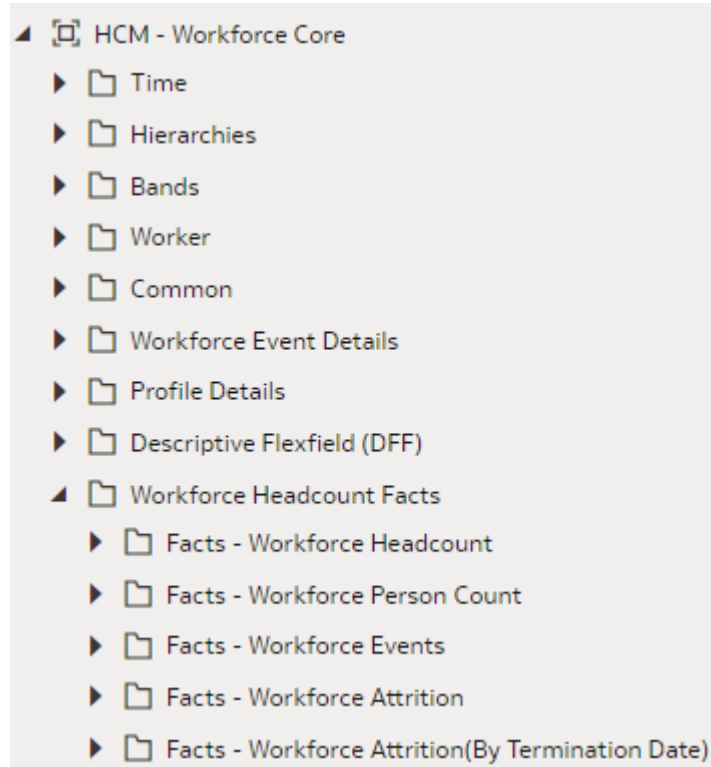 HCM - Workforce Core
Time
Hierarchies
Bands
Worker
Common
Workforce Event Details
Profile Details
Descriptive Flexfield (DFF)
Workforce Headcount Facts
Facts - Workforce Headcount
Facts - Workforce Person Count
Facts - Workforce Events
Facts - Workforce Attrition
Facts - Workforce Attrition(By Termination Date)